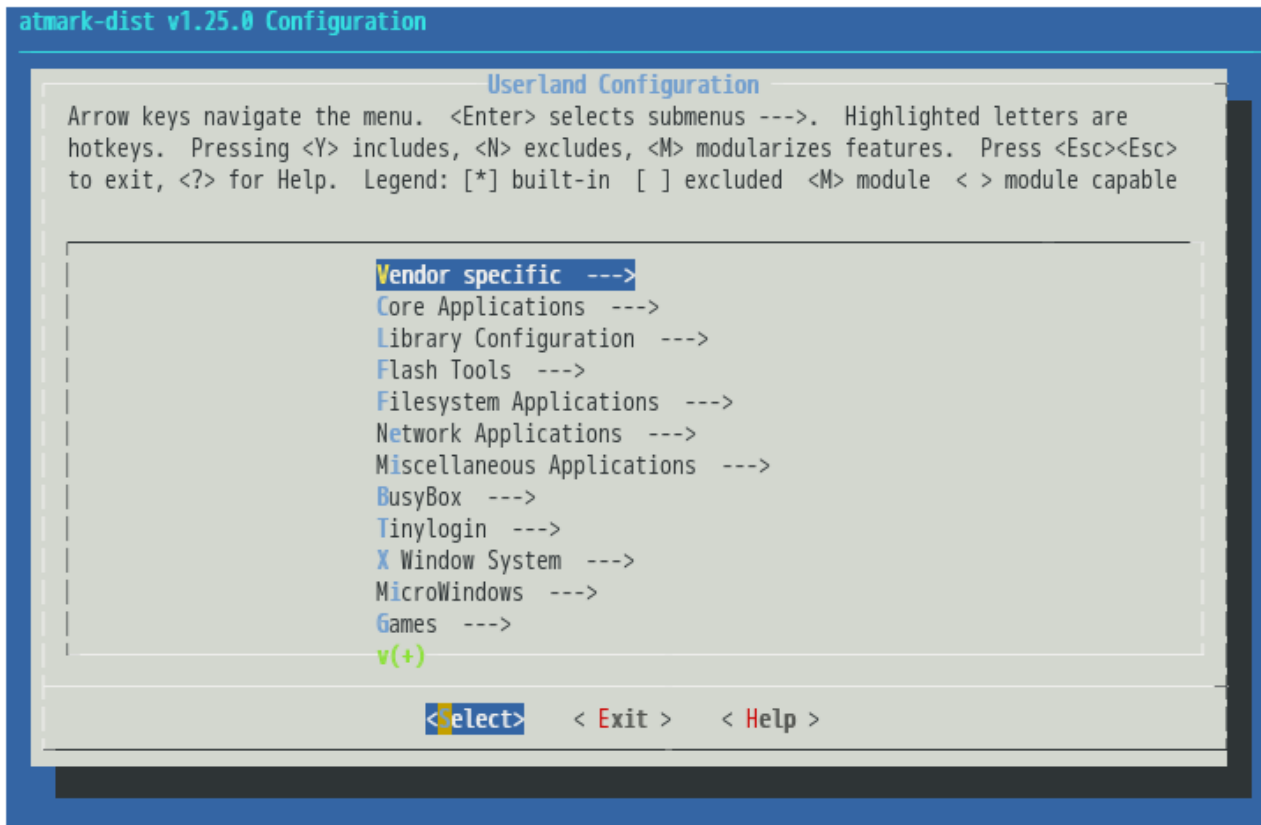 atmark-dist v1.25.0 Configuration
Userland Configuration
Arrow keys navigate the menu.  <Enter> selects submenus --->.  Highlighted letters are
hotkeys.  Pressing <Y> includes, <N> excludes, <M> modularizes features.  Press <Esc><Esc>
to exit, <?> for Help.  Legend: [*] built-in  [ ] excluded  <M> module  < > module capable
Vendor specific  --->
Core Applications  --->
Library Configuration  --->
Flash Tools  --->
Filesystem Applications  --->
Network Applications  --->
Miscellaneous Applications  --->
BusyBox  --->
Tinylogin  --->
X Window System  --->
MicroWindows  --->
Games  --->
v(+)
<Select>    < Exit >    < Help >